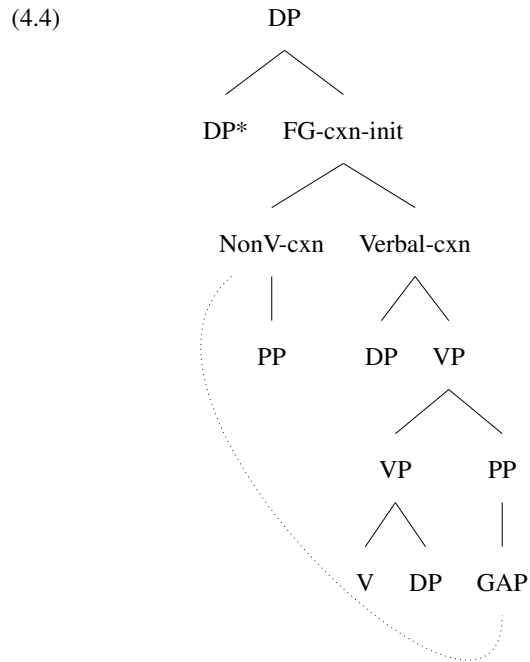 (4.4) DP
DP* FG-cxn-init
NonV-cxn Verbal-cxn
PP DP VP
VP PP
V DP GAP